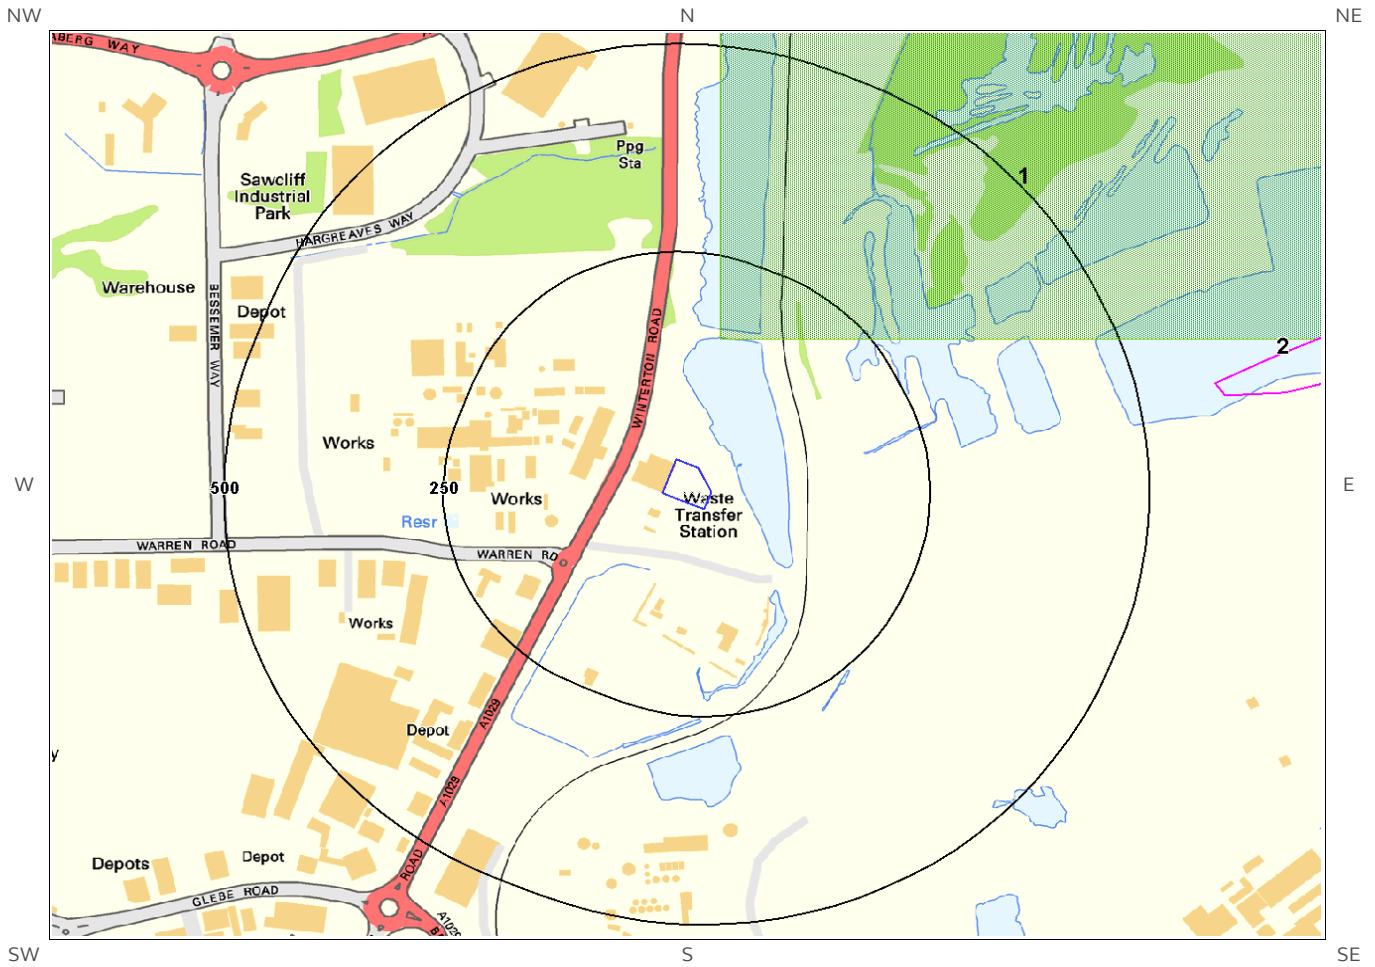 NW
N
NE
ABERG WAY
Ppg
Sta
1
Sawcliff
Industrial
Park
HARGREAVES WAY
Warehouse
BESSEMER WAY
Depot
WINTERTON ROAD
2
Works
W
500
250
Works
Waste
Transfer
Station
E
Resr
WARREN ROAD
WARREN RD
Works
A1029
Depot
y
A1029
Depots
Depot
ROAD
GLEBE ROAD
A1029
SW
S
SE